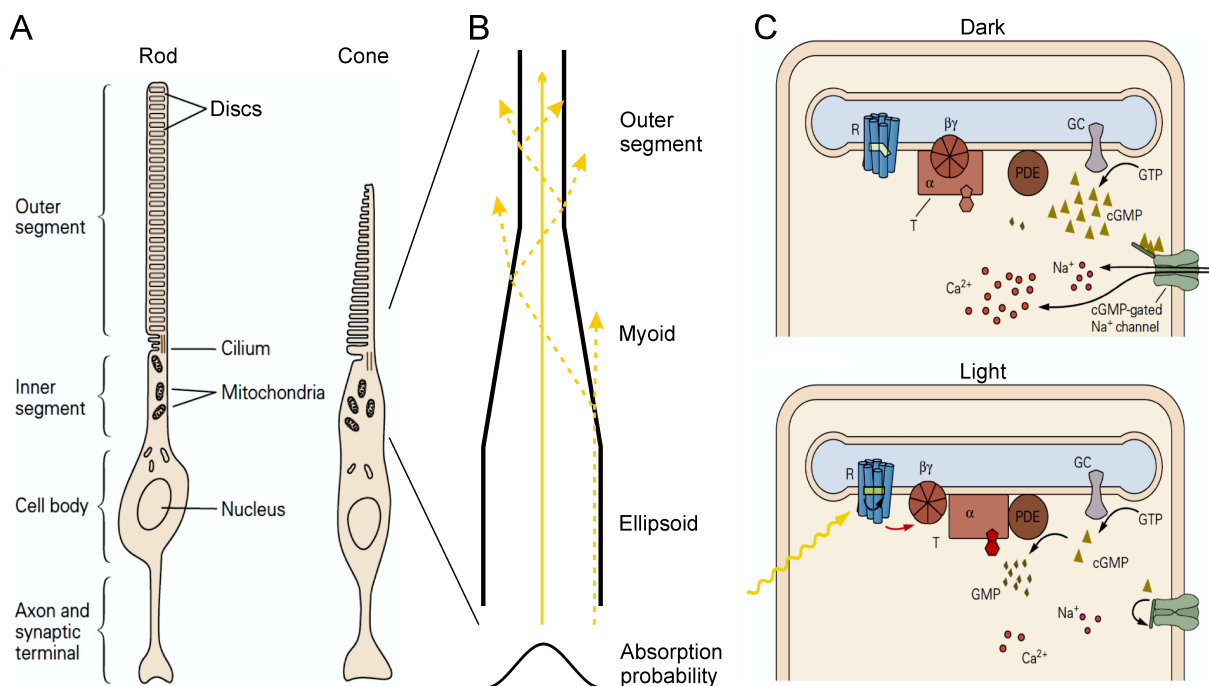 A
Rod
Cone
Discs
Outer
segment
Cilium
Inner
segment
Mitochondria
Cell body
Nucleus
Axon and
synaptic
terminal
B
Outer
segment
Myoid
Ellipsoid
Absorption
probability
C
Dark
R
βγ
GC
α
PDE
GTP
T
cGMP
Na⁺
Ca²⁺
cGMP-gated
Na⁺ channel
Light
R
βγ
GC
α
PDE
GTP
T
cGMP
GMP
Na⁺
Ca²⁺